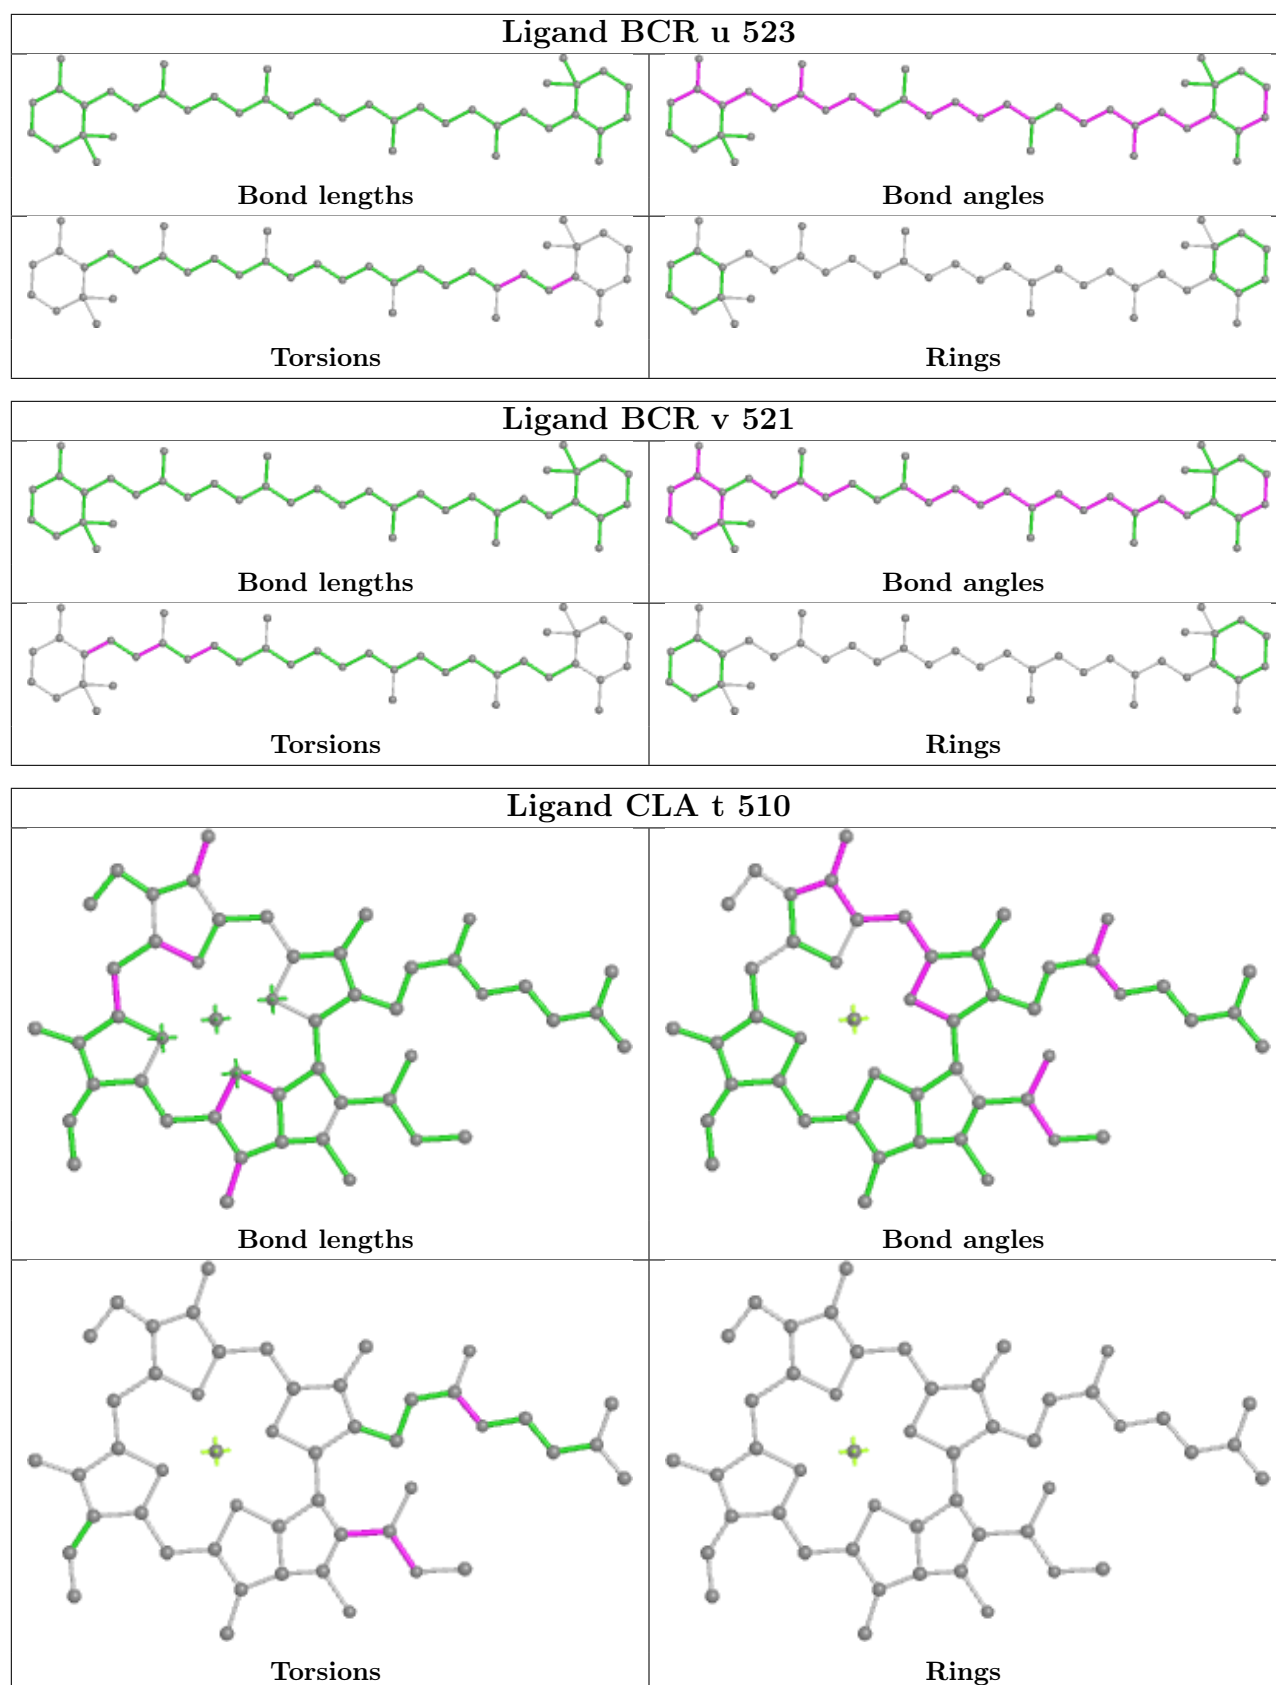 Ligand BCR u 523
Bond lengths
Bond angles
Torsions
Rings
Ligand BCR v 521
Bond lengths
Bond angles
Torsions
Rings
Ligand CLA t 510
Bond lengths
Bond angles
Torsions
Rings